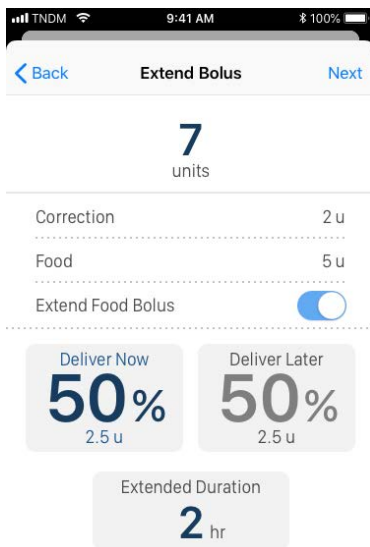 TNDM 9:41 AM 100%
Back Extend Bolus Next
7
units
Correction 2 u
Food 5 u
Extend Food Bolus
Deliver Now Deliver Later
50% 50%
2.5 u 2.5 u
Extended Duration
2 hr